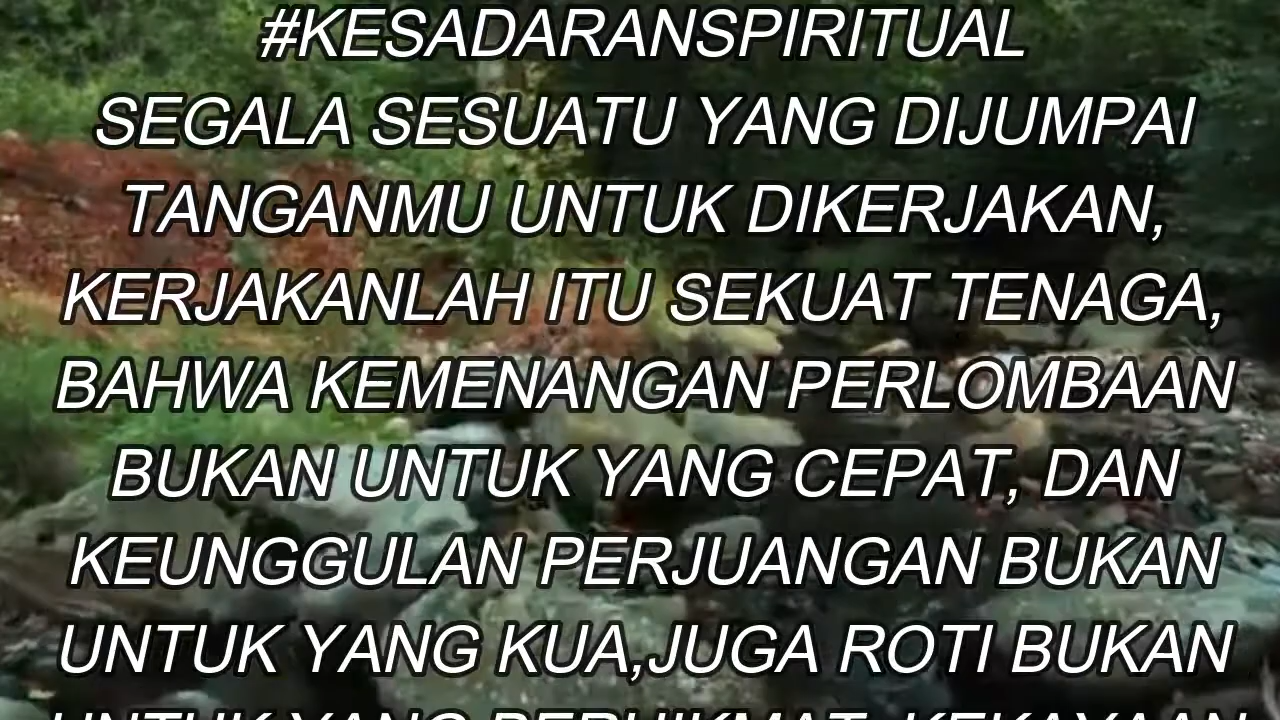 #KESADARANSPIRITUAL
SEGALA SESUATU YANG DIJUMPAI
TANGANMU UNTUK DIKERJAKAN,
KERJAKANLAH ITU SEKUAT TENAGA,
BAHWA KEMENANGAN PERLOMBAAN
BUKAN UNTUK YANG CEPAT, DAN
KEUNGGULAN PERJUANGAN BUKAN
UNTUK YANG KUA,JUGA ROTI BUKAN
UNTUK YANG BERHIKMAT, KEKAYAAN